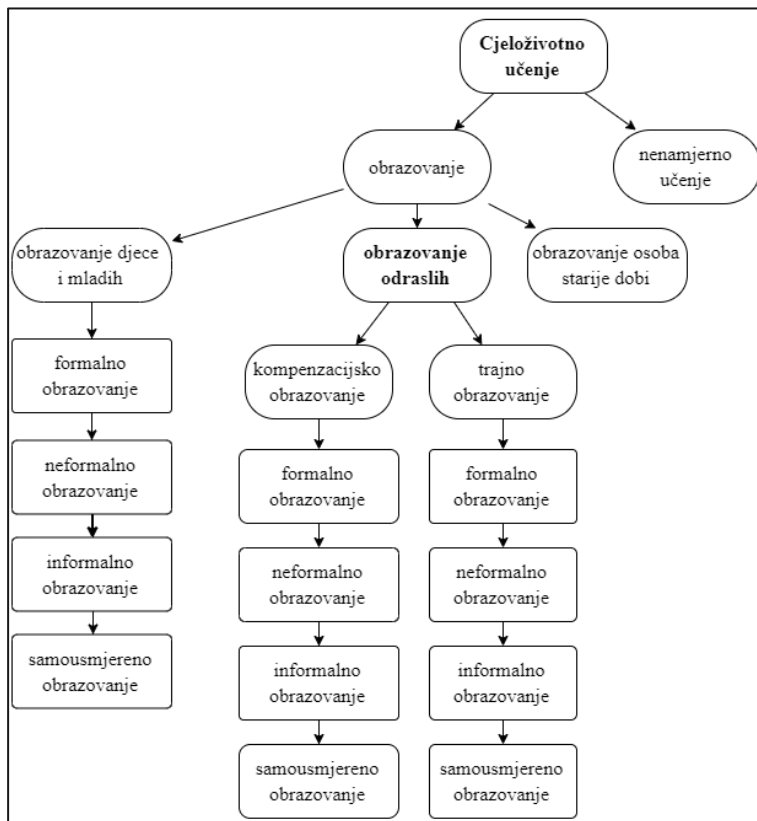 Cjeloživotno
učenje
obrazovanje
nenamjerno
učenje
obrazovanje djece
i mladih
obrazovanje
odraslih
obrazovanje osoba
starije dobi
formalno
obrazovanje
neformalno
obrazovanje
informalno
obrazovanje
samousmjereno
obrazovanje
kompenzacijsko
obrazovanje
formalno
obrazovanje
neformalno
obrazovanje
informalno
obrazovanje
samousmjereno
obrazovanje
trajno
obrazovanje
formalno
obrazovanje
neformalno
obrazovanje
informalno
obrazovanje
samousmjereno
obrazovanje